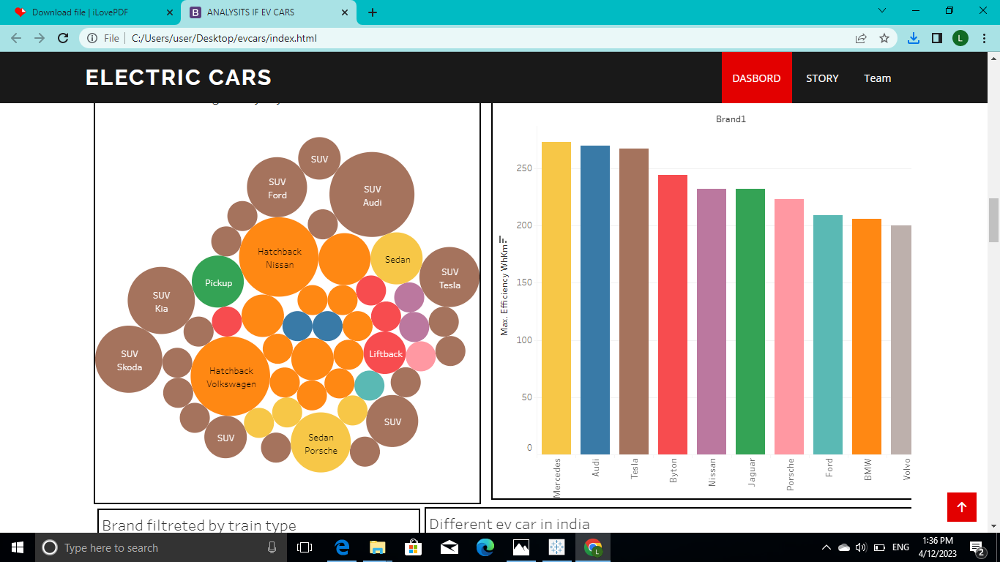 Download file | iLovePDF
ANALYSITS IF EV CARS
File
C:/Users/user/Desktop/evcars/index.html
L
ELECTRIC CARS
DASBORD
STORY
Team
SUV
SUV
Ford
SUV
Audi
Hatchback
Nissan
Sedan
SUV
Tesla
Pickup
SUV
Kia
SUV
Skoda
Liftback
Hatchback
Volkswagen
SUV
SUV
Sedan
Porsche
Brand1
Max. Efficiency WhKm
250
200
150
100
50
0
Mercedes
Audi
Tesla
Byton
Nissan
Jaguar
Porsche
Ford
BMW
Volvo
Brand filtreted by train type
Different ev car in india
Type here to search
L
ENG
1:36 PM
4/12/2023
2